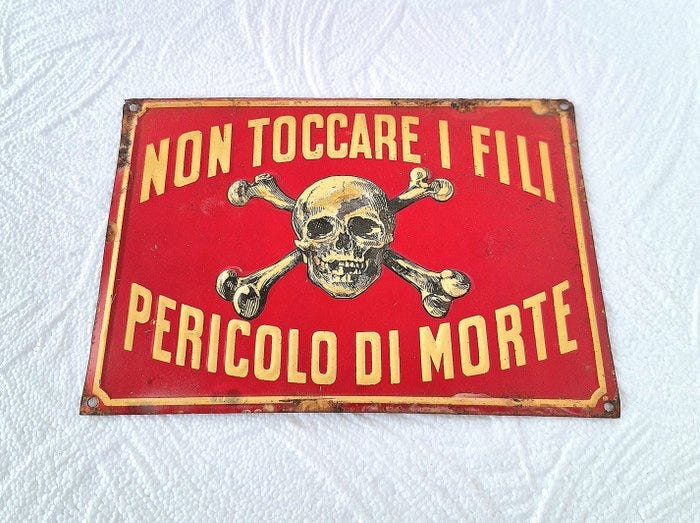 NON TOCCARE I FILI
PERICOLO DI MORTE